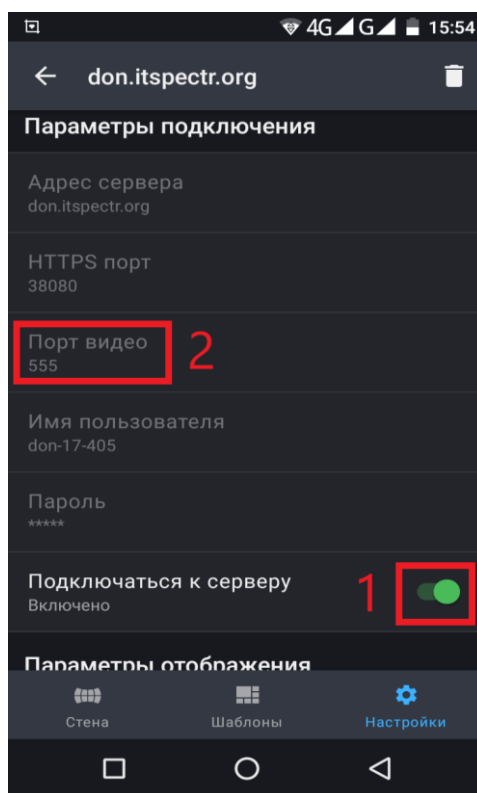 4G G 15:54
don.itspectr.org
Параметры подключения
Адрес сервера
don.itspectr.org
HTTPS порт
38080
Порт видео
555
2
Имя пользователя
don-17-405
Пароль
*****
Подключаться к серверу
Включено
1
Параметры отображения
Стена Шаблоны Настройки